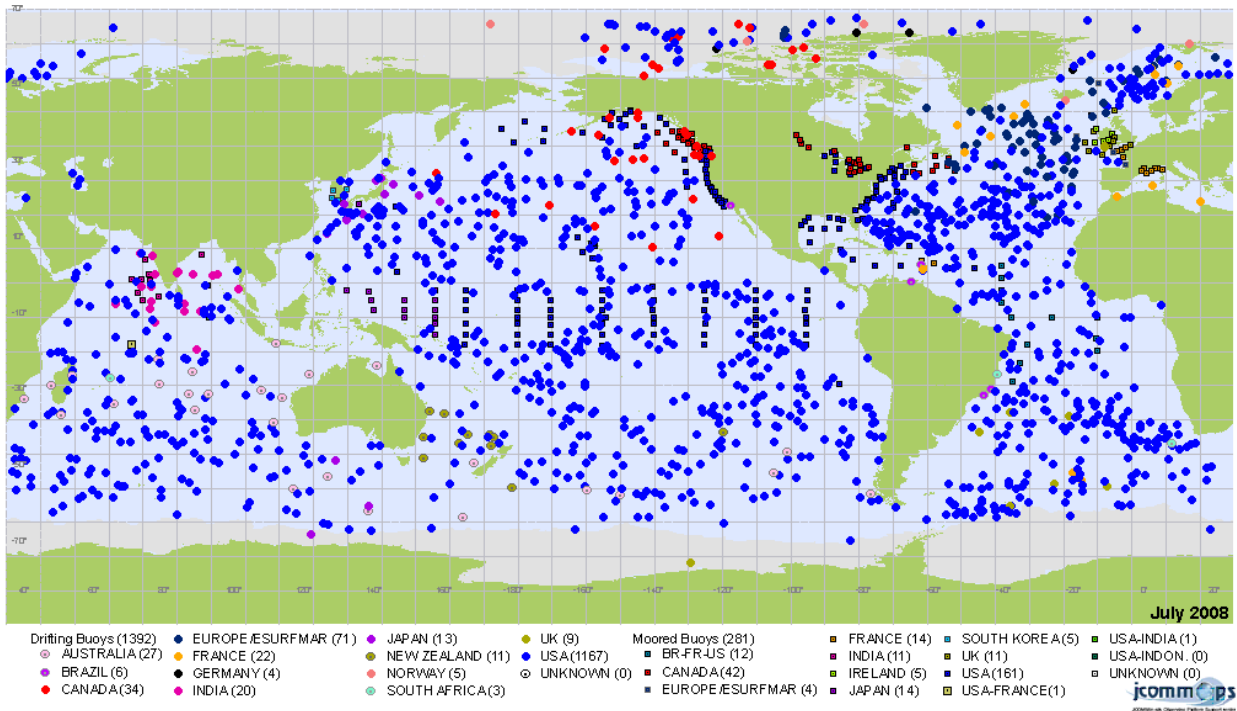 70°
30°
10°
-10°
-30°
-50°
-70°
40° 60° 80° 100° 120° 140° 160° 180° -160° -140° -120° -100° -80° -60° -40° -20° 0° 20°
July 2008
Drifting Buoys (1392)
AUSTRALIA (27)
BRAZIL (6)
CANADA (34)
EUROPE/ESURFMAR (71)
FRANCE (22)
GERMANY (4)
INDIA (20)
JAPAN (13)
NEW ZEALAND (11)
NORWAY (5)
SOUTH AFRICA (3)
UK (9)
USA (1167)
UNKNOWN (0)
Moored Buoys (281)
BR-FR-US (12)
CANADA (42)
EUROPE/ESURFMAR (4)
FRANCE (14)
INDIA (11)
IRELAND (5)
JAPAN (14)
SOUTH KOREA (5)
UK (11)
USA (161)
USA-FRANCE (1)
USA-INDIA (1)
USA-INDON. (0)
UNKNOWN (0)
jcommops